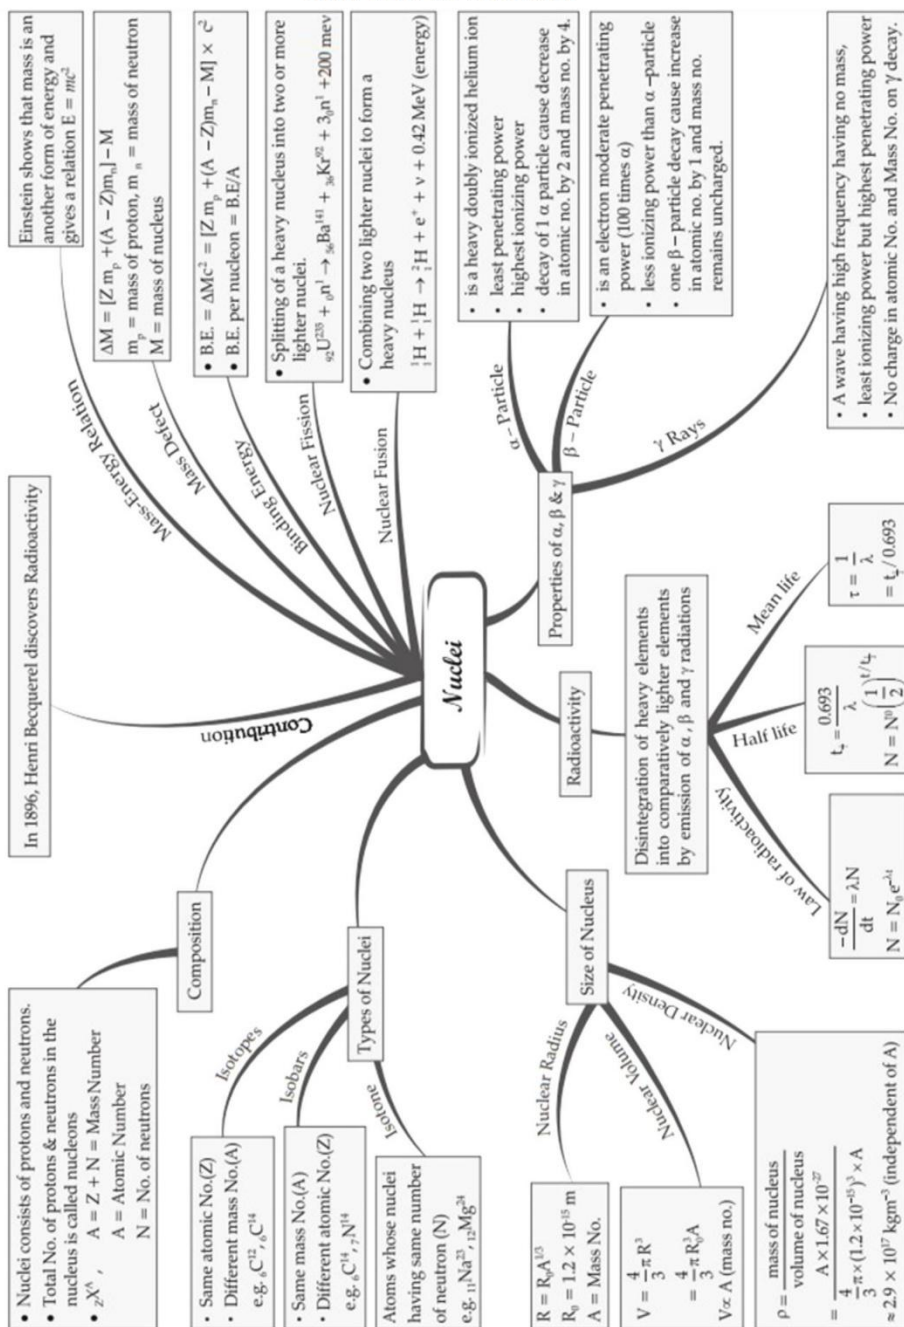 Nuclei
Contribution
In 1896, Henri Becquerel discovers Radioactivity
Mass-Energy Relation
Einstein shows that mass is an
another form of energy and
gives a relation E = mc²
Mass Defect
ΔM = [Z mₚ + (A – Z)mₙ] – M
mₚ = mass of proton, m ₙ = mass of neutron
M = mass of nucleus
Binding Energy
• B.E. = ΔMc² = [Z mₚ + (A – Z)mₙ – M] × c²
• B.E. per nucleon = B.E/A
Nuclear Fission
• Splitting of a heavy nucleus into two or more
lighter nuclei.
₉₂U²³⁵ + ₀n¹ → ₅₆Ba¹⁴¹ + ₃₆Kr⁹² + 3₀n¹ +200 mev
Nuclear Fusion
• Combining two lighter nuclei to form a
heavy nucleus
¹₁H + ¹₁H → ²₁H + e⁺ + ν + 0.42 MeV (energy)
Properties of α, β & γ
α – Particle
• is a heavy doubly ionized helium ion
• least penetrating power
• highest ionizing power
• decay of 1 α particle cause decrease
in atomic no. by 2 and mass no. by 4.
β – Particle
• is an electron moderate penetrating
power (100 times α)
• less ionizing power than α –particle
• one β – particle decay cause increase
in atomic no. by 1 and mass no.
remains uncharged.
γ Rays
• A wave having high frequency having no mass,
• least ionizing power but highest penetrating power
• No charge in atomic No. and Mass No. on γ decay.
Radioactivity
Disintegration of heavy elements
into comparatively lighter elements
by emission of α, β and γ radiations
Law of radioactivity
-dN/dt = λN
N = N₀ e^-λt
Half life
t½ = 0.693/λ
N = N⁰ (1/2)^t/t½
Mean life
τ = 1/λ
= t½ / 0.693
Composition
• Nuclei consists of protons and neutrons.
• Total No. of protons & neutrons in the
nucleus is called nucleons
• zXᴬ, A = Z + N = Mass Number
A = Atomic Number
N = No. of neutrons
Types of Nuclei
Isotopes
• Same atomic No.(Z)
• Different mass No.(A)
e.g. ₆C¹², ₆C¹⁴
Isobars
• Same mass No.(A)
• Different atomic No.(Z)
e.g. ₆C¹⁴, ₇N¹⁴
Isotone
Atoms whose nuclei
having same number
of neutron (N)
e.g. ₁₁Na²³, ₁₂Mg²⁴
Size of Nucleus
Nuclear Radius
R = R₀A^1/3
R₀ = 1.2 × 10⁻¹⁵ m
A = Mass No.
Nuclear Volume
V = 4/3 πR³
= 4/3 πR₀³A
V∝ A (mass no.)
Nuclear Density
ρ = mass of nucleus / volume of nucleus
= A × 1.67 × 10⁻²⁷ / 4/3 π × (1.2 × 10⁻¹⁵)³ × A
≈ 2.9 × 10¹⁷ kgm⁻³ (independent of A)